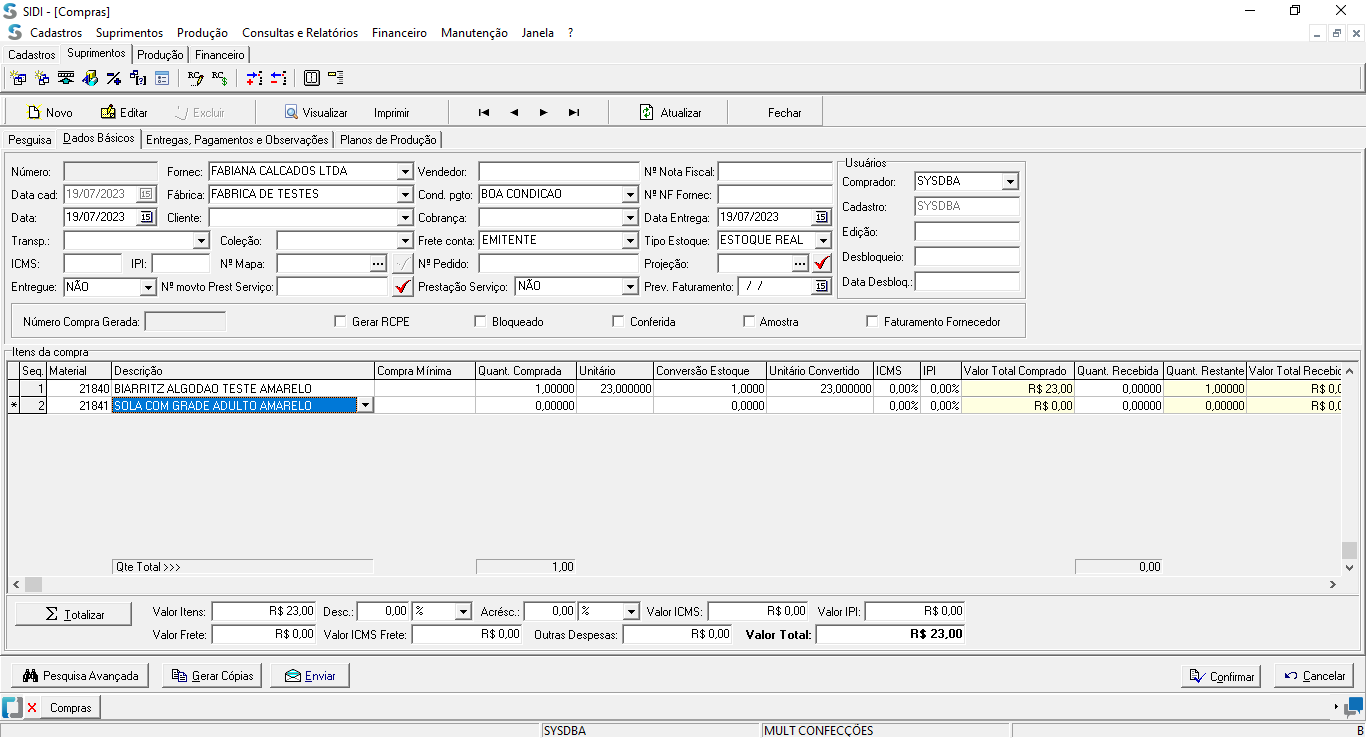 SIDI - [Compras]
Cadastros Suprimentos Produção Consultas e Relatórios Financeiro Manutenção Janela ?
Cadastros Suprimentos Produção Financeiro
Novo Editar Excluir Visualizar Imprimir Atualizar Fechar
Pesquisa Dados Básicos Entregas, Pagamentos e Observações Planos de Produção
Número: Fornec: FABIANA CALCADOS LTDA Vendedor: Nº Nota Fiscal: Usuários
Data cad: 19/07/2023 15 Fábrica: FABRICA DE TESTES Cond. pgto: BOA CONDICAO Nº NF Fornec: Comprador: SYSDBA
Data: 19/07/2023 15 Cliente: Cobrança: Data Entrega: 19/07/2023 15 Cadastro: SYSDBA
Transp.: Coleção: Frete conta: EMITENTE Tipo Estoque: ESTOQUE REAL Edição:
ICMS: IPI: Nº Mapa: ... Nº Pedido: Projeção: ... Desbloqueio:
Entregue: NÃO Nº movto Prest Serviço: Prestação Serviço: NÃO Prev. Faturamento: / / 15 Data Desbloq.:
Número Compra Gerada: Gerar RCPE Bloqueado Conferida Amostra Faturamento Fornecedor
Itens da compra
Seq. Material Descrição Compra Mínima Quant. Comprada Unitário Conversão Estoque Unitário Convertido ICMS IPI Valor Total Comprado Quant. Recebida Quant. Restante Valor Total Recebid
1 21840 BIARRITZ ALGODAO TESTE AMARELO 1,00000 23,000000 1,0000 23,000000 0,00% 0,00% R$ 23,00 0,00000 1,00000 R$ 0,0
* 2 21841 SOLA COM GRADE ADULTO AMARELO 0,00000 0,0000 0,00% 0,00% R$ 0,00 0,00000 0,00000 R$ 0,0
Qte Total >>> 1,00 0,00
Σ Totalizar Valor Itens: R$ 23,00 Desc.: 0,00 % Acrésc.: 0,00 % Valor ICMS: R$ 0,00 Valor IPI: R$ 0,00
Valor Frete: R$ 0,00 Valor ICMS Frete: R$ 0,00 Outras Despesas: R$ 0,00 Valor Total: R$ 23,00
Pesquisa Avançada Gerar Cópias Enviar Confirmar Cancelar
Compras
SYSDBA MULT CONFECÇÕES B